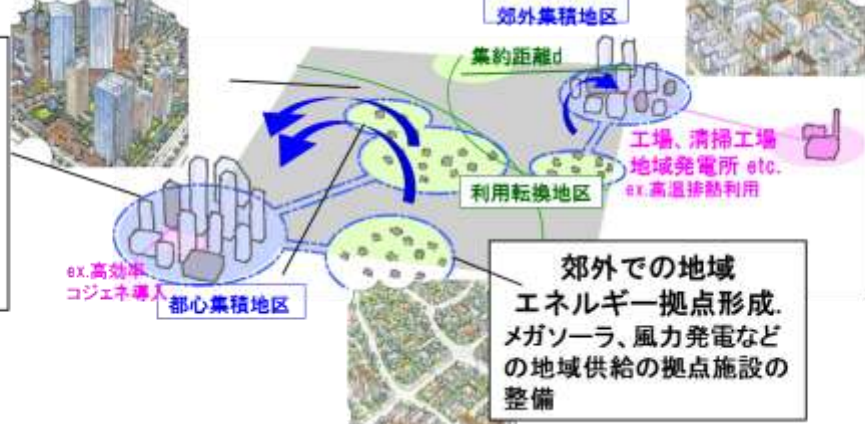 郊外集積地区
集約距離d
工場、清掃工場
地域発電所 etc.
ex.高温排熱利用
利用転換地区
ex.高効率
コジェネ導入
都心集積地区
郊外での地域
エネルギー拠点形成.
メガソーラ、風力発電など
の地域供給の拠点施設の
整備